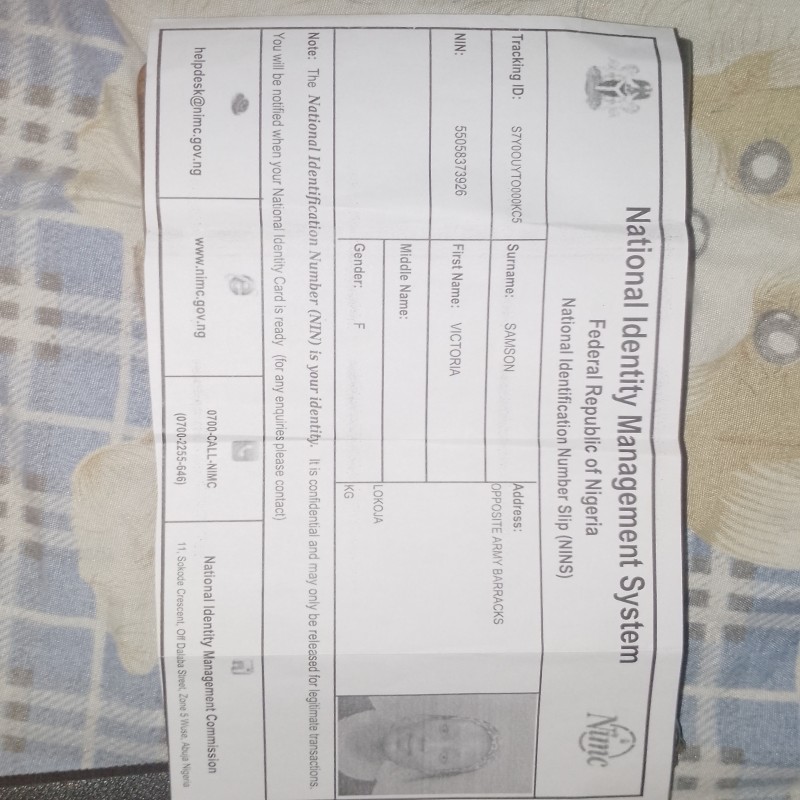 National Identity Management System
Federal Republic of Nigeria
National Identification Number Slip (NINS)
Nimc
Tracking ID: S7Y0OUYTO000KC5
Surname: SAMSON
Address:
OPPOSITE ARMY BARRACKS
NIN: 55058373926
First Name: VICTORIA
Middle Name:
LOKOJA
Gender: F
KG
Note: The National Identification Number (NIN) is your identity. It is confidential and may only be released for legitimate transactions.
You will be notified when your National Identity Card is ready (for any enquiries please contact)
helpdesk@nimc.gov.ng
www.nimc.gov.ng
0700-CALL-NIMC
(0700-2255-646)
National Identity Management Commission
11, Sokode Crescent, Off Dalaba Street, Zone 5 Wuse, Abuja Nigeria